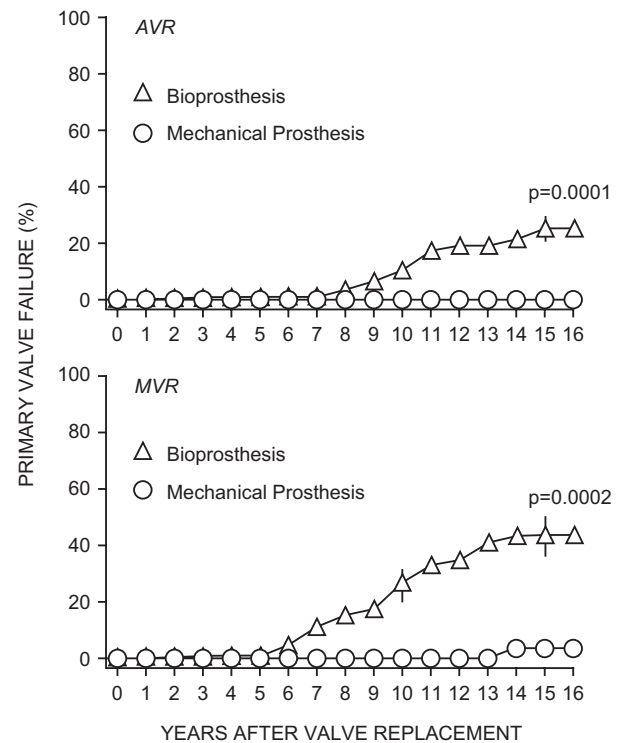 PRIMARY VALVE FAILURE (%)
AVR
Bioprosthesis
Mechanical Prosthesis
p=0.0001
100
80
60
40
20
0
0 1 2 3 4 5 6 7 8 9 10 11 12 13 14 15 16
MVR
Bioprosthesis
Mechanical Prosthesis
p=0.0002
100
80
60
40
20
0
0 1 2 3 4 5 6 7 8 9 10 11 12 13 14 15 16
YEARS AFTER VALVE REPLACEMENT